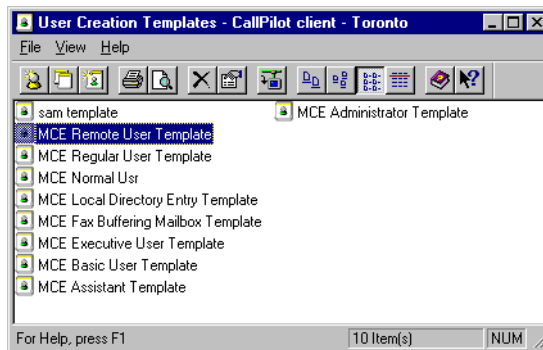 User Creation Templates - CallPilot client - Toronto
File View Help
sam template
MCE Remote User Template
MCE Regular User Template
MCE Normal Usr
MCE Local Directory Entry Template
MCE Fax Buffering Mailbox Template
MCE Executive User Template
MCE Basic User Template
MCE Assistant Template
MCE Administrator Template
For Help, press F1 10 Item(s) NUM